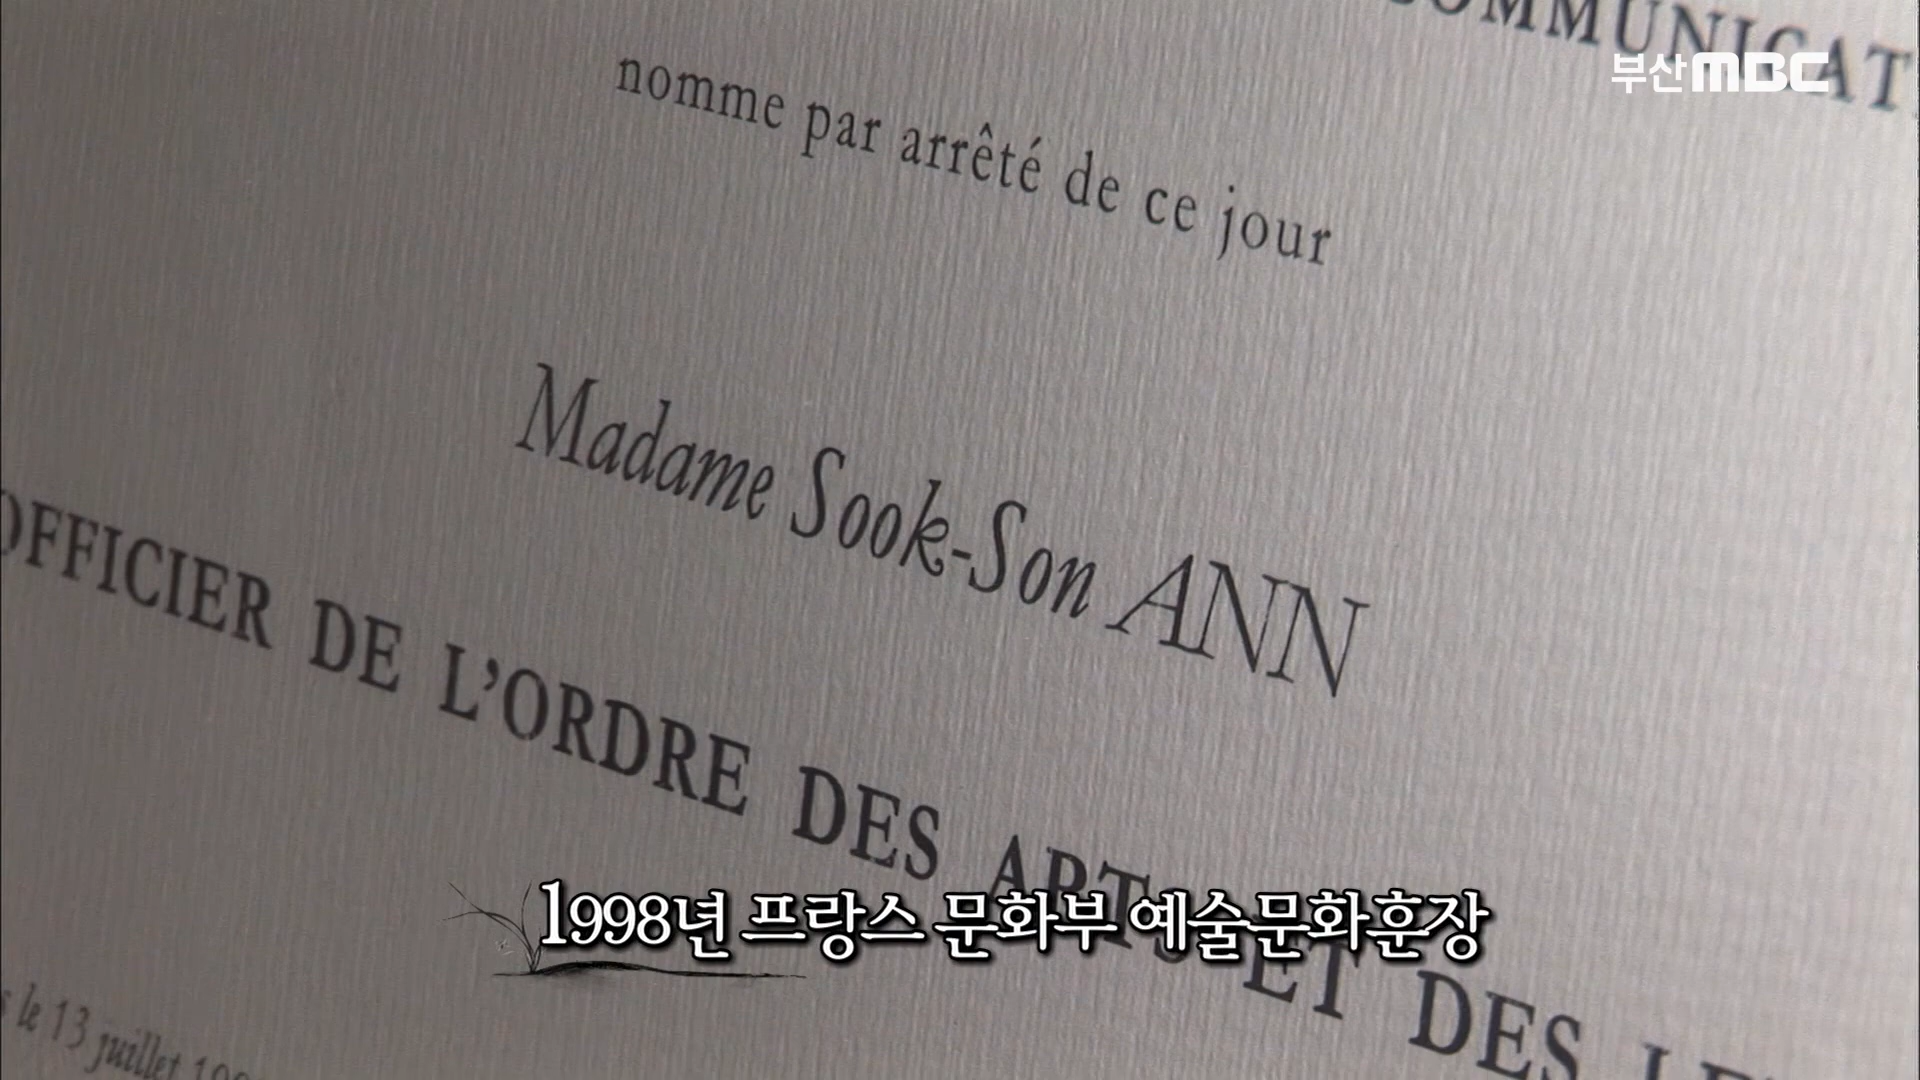 COMMUNICAT
부산MBC
nomme par arrêté de ce jour
Madame Sook-Son ANN
OFFICIER DE L'ORDRE DES ARTS ET DES
1998년 프랑스 문화부 예술문화훈장
le 13 juillet